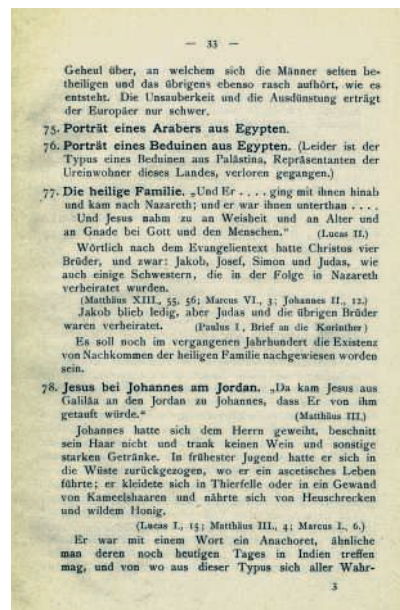 — 33 —
Geheul über, an welchem sich die Männer selten be-
theiligen und das übrigens ebenso rasch aufhört, wie es
entsteht. Die Unsauberkeit und die Ausdünstung erträgt
der Europäer nur schwer.
75. Porträt eines Arabers aus Egypten.
76. Porträt eines Beduinen aus Egypten. (Leider ist der
Typus eines Beduinen aus Palästina, Repräsentanten der
Ureinwohner dieses Landes, verloren gegangen.)
77. Die heilige Familie. „Und Er . . . . ging mit ihnen hinab
und kam nach Nazareth; und er war ihnen unterthan . . . .
Und Jesus nahm zu an Weisheit und an Alter und
an Gnade bei Gott und den Menschen.“ (Lucas II.)
Wörtlich nach dem Evangelientext hatte Christus vier
Brüder, und zwar: Jakob, Josef, Simon und Judas, wie
auch einige Schwestern, die in der Folge in Nazareth
verheiratet wurden.
(Matthäus XIII., 55, 56; Marcus VI., 3; Johannes II., 12.)
Jakob blieb ledig, aber Judas und die übrigen Brüder
waren verheiratet. (Paulus I, Brief an die Korinther)
Es soll noch im vergangenen Jahrhundert die Existenz
von Nachkommen der heiligen Familie nachgewiesen worden
sein.
78. Jesus bei Johannes am Jordan. „Da kam Jesus aus
Galiläa an den Jordan zu Johannes, dass Er von ihm
getauft würde.“ (Matthäus III.)
Johannes hatte sich dem Herrn geweiht, beschnitt
sein Haar nicht und trank keinen Wein und sonstige
starken Getränke. In frühester Jugend hatte er sich in
die Wüste zurückgezogen, wo er ein ascetisches Leben
führte; er kleidete sich in Thierfelle oder in ein Gewand
von Kameelshaaren und nährte sich von Heuschrecken
und wildem Honig.
(Lucas I., 15; Matthäus III., 4; Marcus I., 6.)
Er war mit einem Wort ein Anachoret, ähnliche
man deren noch heutigen Tages in Indien treffen
mag, und von wo aus dieser Typus sich aller Wahr-
3